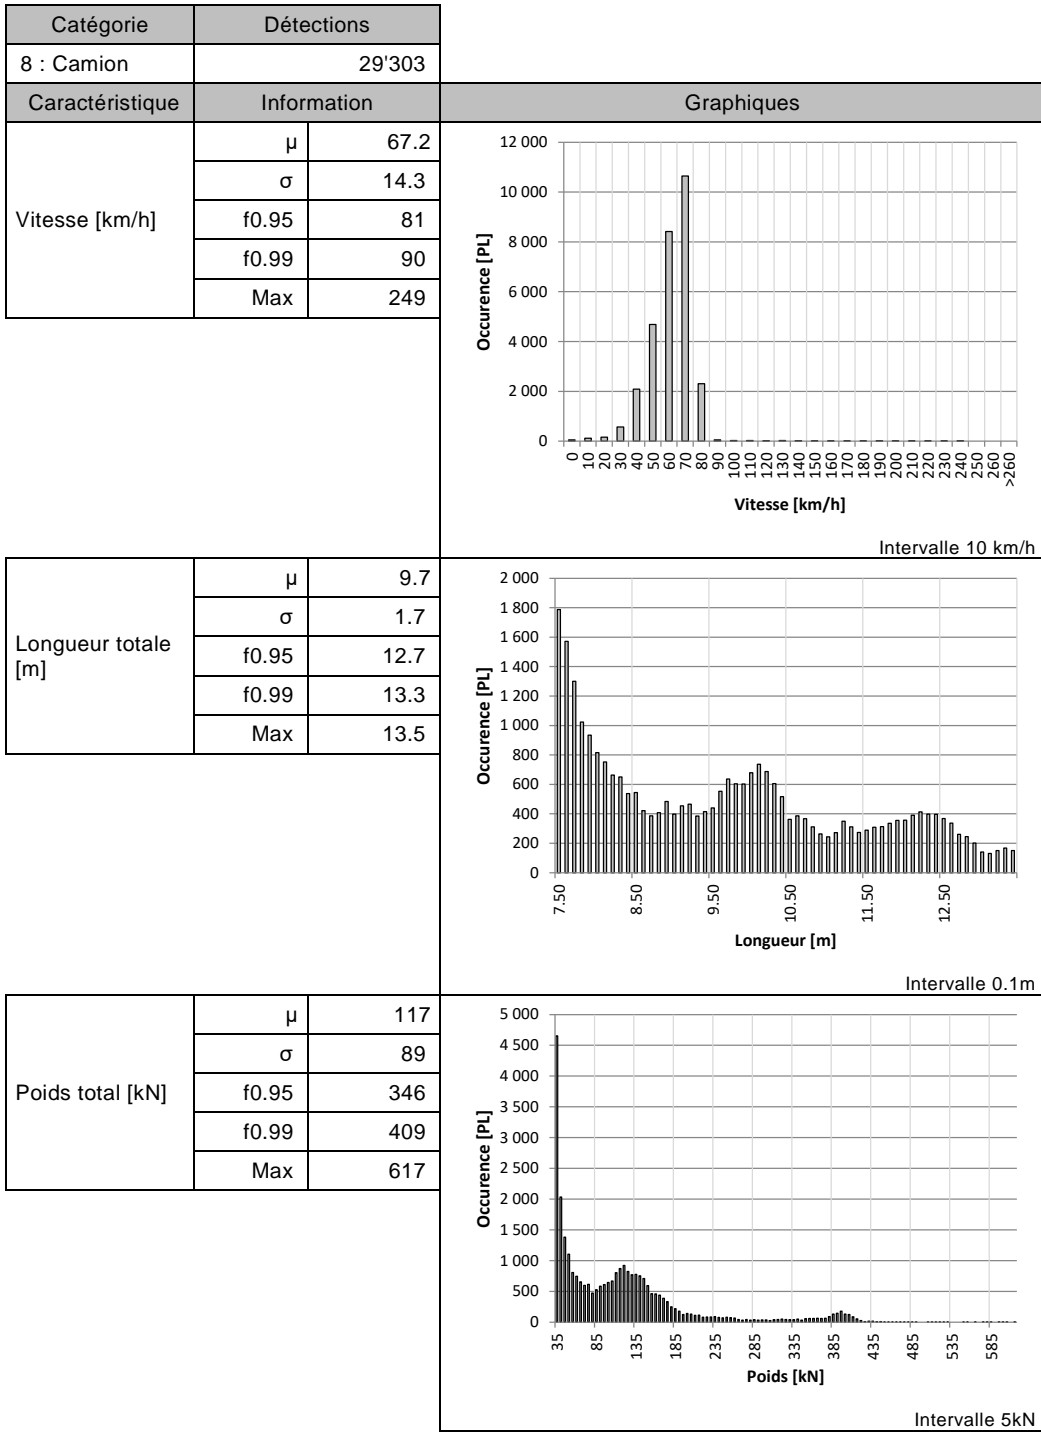 Catégorie Détections
8 : Camion 29'303
Caractéristique Information Graphiques
Vitesse [km/h]
µ 67.2
σ 14.3
f0.95 81
f0.99 90
Max 249
12 000
10 000
8 000
6 000
4 000
2 000
0
Occurence [PL]
0 10 20 30 40 50 60 70 80 90 100 110 120 130 140 150 160 170 180 190 200 210 220 230 240 250 260 >260
Vitesse [km/h]
Intervalle 10 km/h
Longueur totale
[m]
µ 9.7
σ 1.7
f0.95 12.7
f0.99 13.3
Max 13.5
2 000
1 800
1 600
1 400
1 200
1 000
800
600
400
200
0
Occurence [PL]
7.50 8.50 9.50 10.50 11.50 12.50
Longueur [m]
Intervalle 0.1m
Poids total [kN]
µ 117
σ 89
f0.95 346
f0.99 409
Max 617
5 000
4 500
4 000
3 500
3 000
2 500
2 000
1 500
1 000
500
0
Occurence [PL]
35 85 135 185 235 285 335 385 435 485 535 585
Poids [kN]
Intervalle 5kN